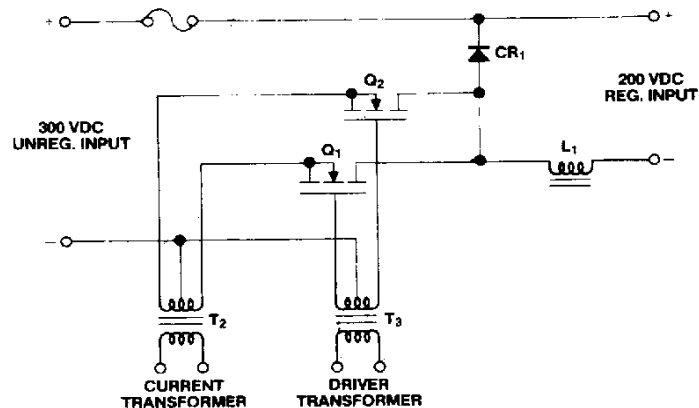 +
+
CR1
Q2
300 VDC
UNREG. INPUT
200 VDC
REG. INPUT
Q1
L1
−
−
T2
T3
CURRENT
TRANSFORMER
DRIVER
TRANSFORMER